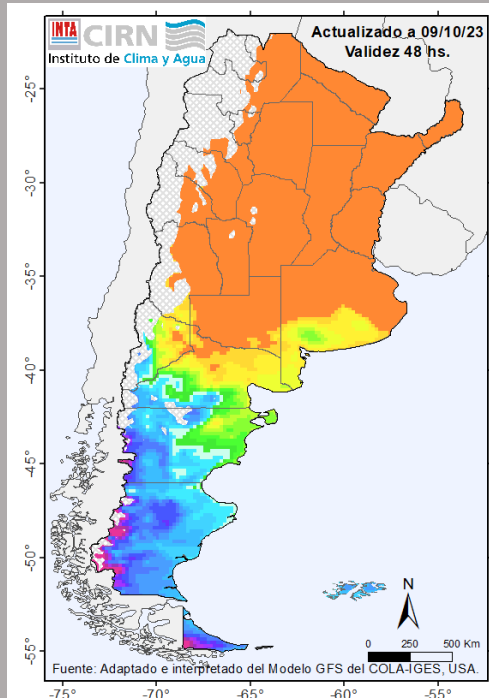 INTA CIRN
Instituto de Clima y Agua
Actualizado a 09/10/23
Validez 48 hs.
-25°
-30°
-35°
-40°
-45°
-50°
-55°
N
0 250 500 Km
Fuente: Adaptado e interpretado del Modelo GFS del COLA-IGES, USA.
-75° -70° -65° -60° -55°